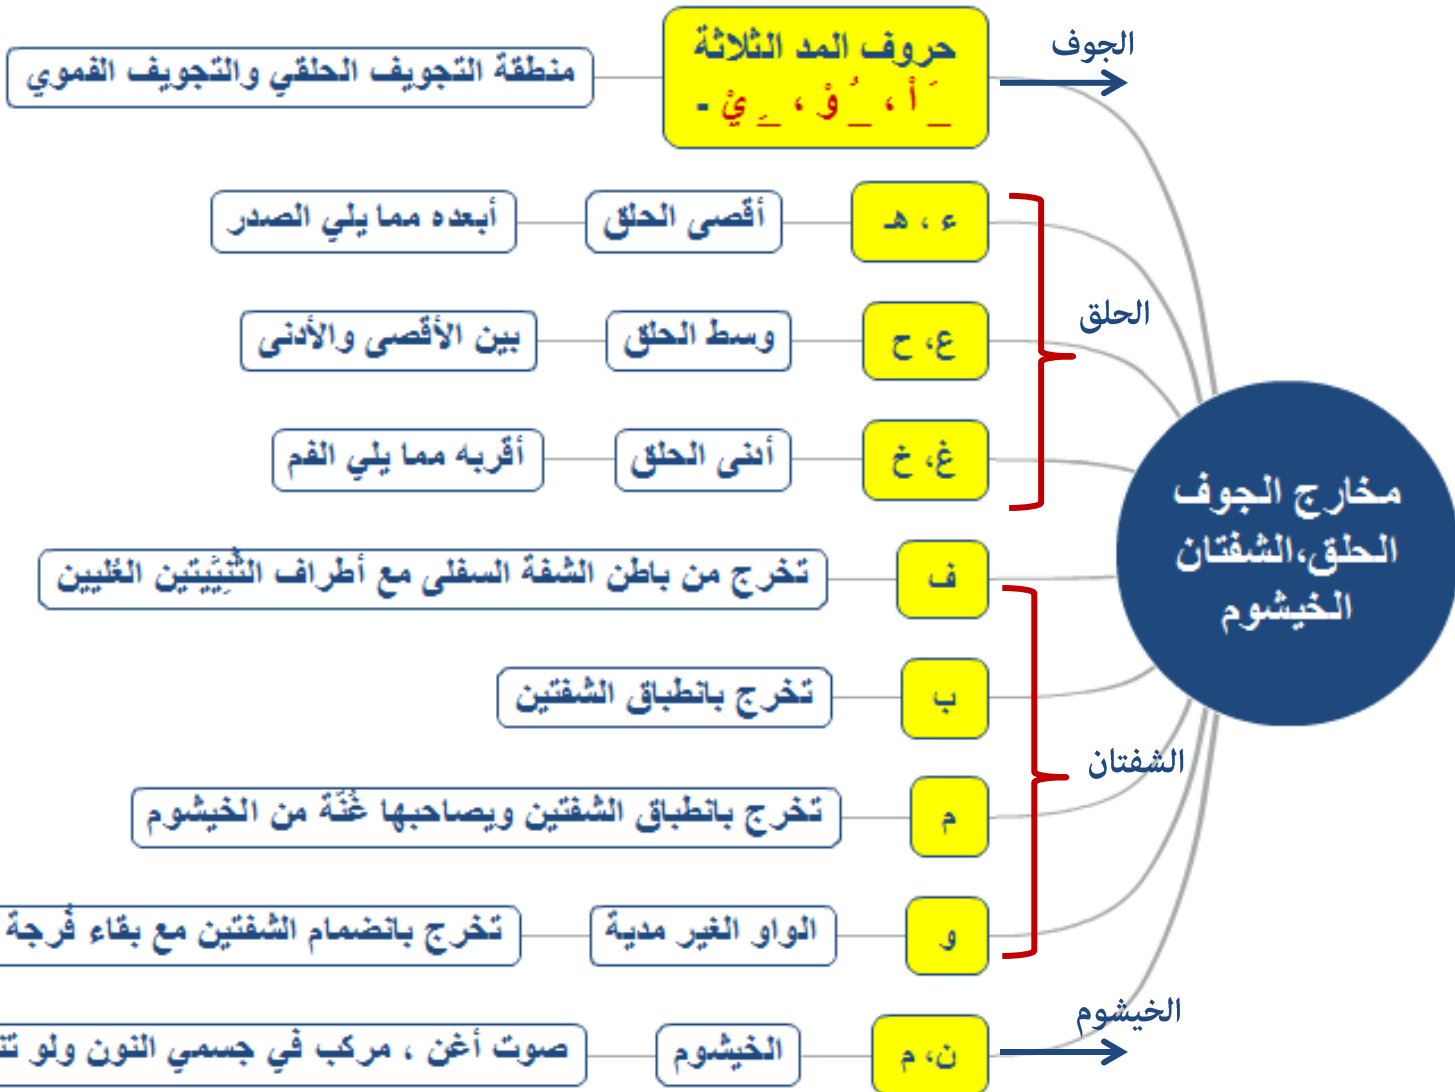 مخارج الجوف
الحلق،الشفتان
الخيشوم
الجوف
حروف المد الثلاثة
ـَ أ ، ـُ وْ ، ـِ يْ -
منطقة التجويف الحلقي والتجويف الفموي
الحلق
ء ، هـ
أقصى الحلق
أبعده مما يلي الصدر
ع، ح
وسط الحلق
بين الأقصى والأدنى
غ، خ
أدنى الحلق
أقربه مما يلي الفم
الشفتان
ف
تخرج من باطن الشفة السفلى مع أطراف الثَّنِيَّيتين العُليين
ب
تخرج بانطباق الشفتين
م
تخرج بانطباق الشفتين ويصاحبها غُنّة من الخيشوم
و
الواو الغير مدية
تخرج بانضمام الشفتين مع بقاء فُرجة
الخيشوم
ن، م
الخيشوم
صوت أغن ، مركب في جسمي النون ولو